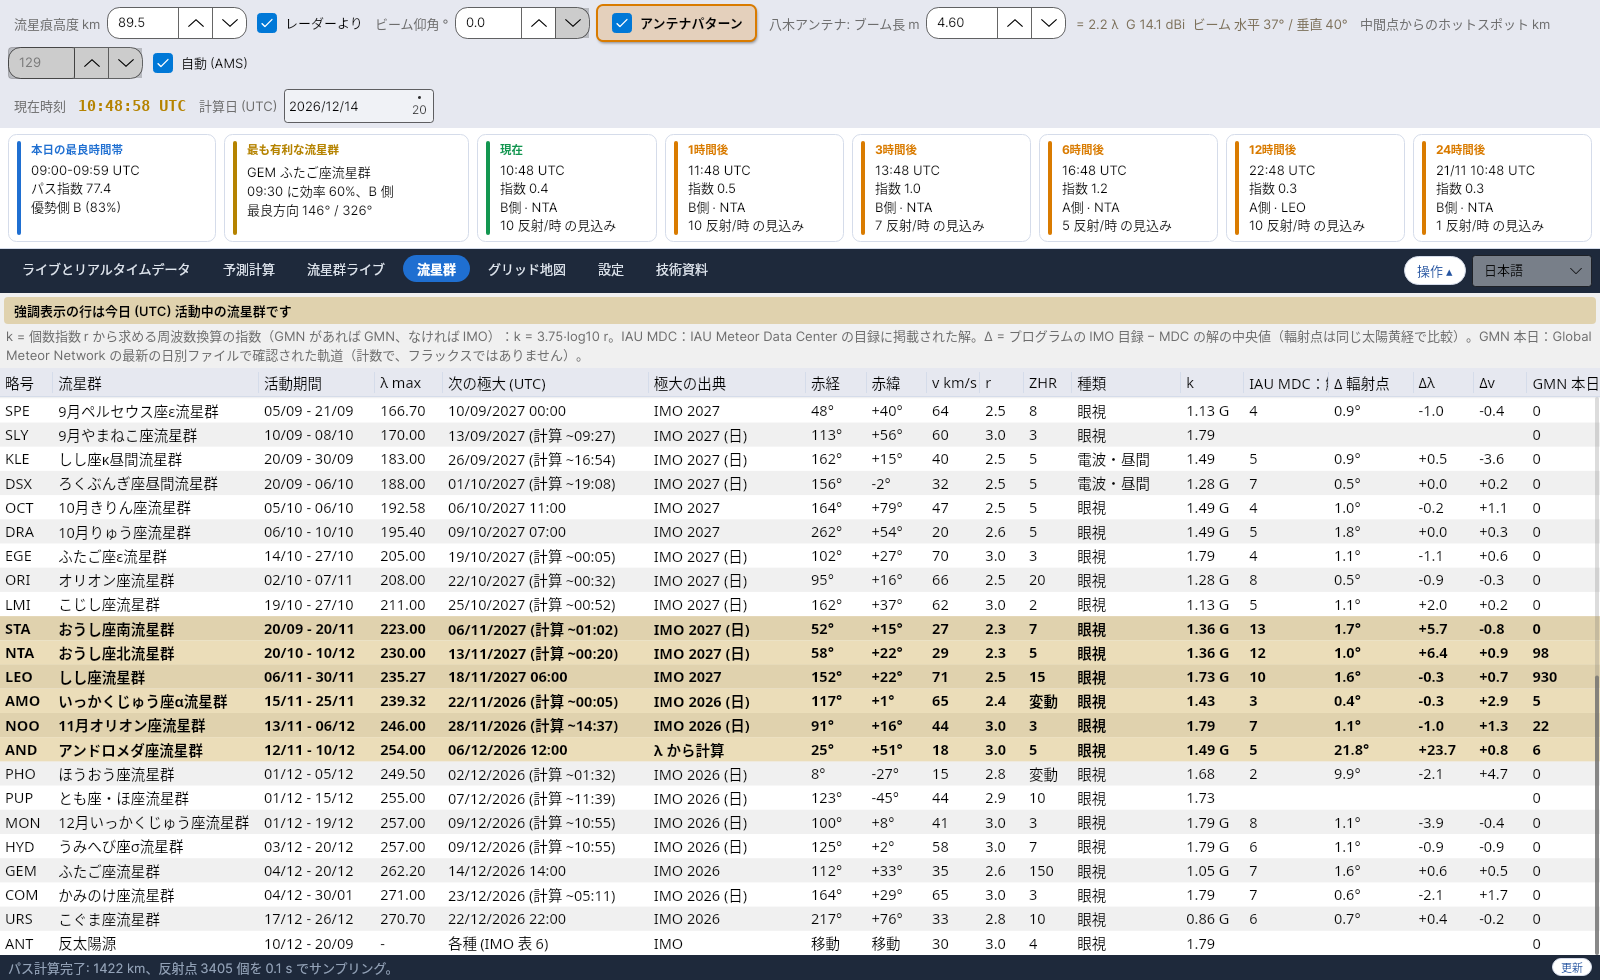 流星痕高度 km 89.5 レーダーより ビーム仰角 ° 0.0 アンテナパターン 八木アンテナ: ブーム長 m 4.60 = 2.2 λ G 14.1 dBi ビーム 水平 37° / 垂直 40° 中間点からのホットスポット km
129 自動 (AMS)
現在時刻 10:48:58 UTC 計算日 (UTC) 2026/12/14 20
本日の最良時間帯
09:00-09:59 UTC
パス指数 77.4
優勢側 B (83%)
最も有利な流星群
GEM ふたご座流星群
09:30 に効率 60%、B 側
最良方向 146° / 326°
現在
10:48 UTC
指数 0.4
B側 · NTA
10 反射/時 の見込み
1時間後
11:48 UTC
指数 0.5
B側 · NTA
10 反射/時 の見込み
3時間後
13:48 UTC
指数 1.0
B側 · NTA
7 反射/時 の見込み
6時間後
16:48 UTC
指数 1.2
A側 · NTA
5 反射/時 の見込み
12時間後
22:48 UTC
指数 0.3
A側 · LEO
10 反射/時 の見込み
24時間後
21/11 10:48 UTC
指数 0.3
B側 · NTA
1 反射/時 の見込み
ライブとリアルタイムデータ 予測計算 流星群ライブ 流星群 グリッド地図 設定 技術資料 操作 ▴ 日本語
強調表示の行は今日 (UTC) 活動中の流星群です
k = 個数指数 r から求める周波数換算の指数（GMN があれば GMN、なければ IMO）：k = 3.75·log10 r。IAU MDC：IAU Meteor Data Center の目録に掲載された解。Δ = プログラムの IMO 目録 − MDC の解の中央値（輻射点は同じ太陽黄経で比較）。GMN 本日：Global
Meteor Network の最新の日別ファイルで確認された軌道（計数で、フラックスではありません）。
略号 流星群 活動期間 λ max 次の極大 (UTC) 極大の出典 赤経 赤緯 v km/s r ZHR 種類 k IAU MDC： Δ 輻射点 Δλ Δv GMN 本日
SPE 9月ペルセウス座ε流星群 05/09 - 21/09 166.70 10/09/2027 00:00 IMO 2027 48° +40° 64 2.5 8 眼視 1.13 G 4 0.9° -1.0 -0.4 0
SLY 9月やまねこ座流星群 10/09 - 08/10 170.00 13/09/2027 (計算 ~09:27) IMO 2027 (日) 113° +56° 60 3.0 3 眼視 1.79 0
KLE しし座κ昼間流星群 20/09 - 30/09 183.00 26/09/2027 (計算 ~16:54) IMO 2027 (日) 162° +15° 40 2.5 5 電波・昼間 1.49 5 0.9° +0.5 -3.6 0
DSX ろくぶんぎ座昼間流星群 20/09 - 06/10 188.00 01/10/2027 (計算 ~19:08) IMO 2027 (日) 156° -2° 32 2.5 5 電波・昼間 1.28 G 7 0.5° +0.0 +0.2 0
OCT 10月きりん座流星群 05/10 - 06/10 192.58 06/10/2027 11:00 IMO 2027 164° +79° 47 2.5 5 眼視 1.49 G 4 1.0° -0.2 +1.1 0
DRA 10月りゅう座流星群 06/10 - 10/10 195.40 09/10/2027 07:00 IMO 2027 262° +54° 20 2.6 5 眼視 1.49 G 5 1.8° +0.0 +0.3 0
EGE ふたご座ε流星群 14/10 - 27/10 205.00 19/10/2027 (計算 ~00:05) IMO 2027 (日) 102° +27° 70 3.0 3 眼視 1.79 4 1.1° -1.1 +0.6 0
ORI オリオン座流星群 02/10 - 07/11 208.00 22/10/2027 (計算 ~00:32) IMO 2027 (日) 95° +16° 66 2.5 20 眼視 1.28 G 8 0.5° -0.9 -0.3 0
LMI こじし座流星群 19/10 - 27/10 211.00 25/10/2027 (計算 ~00:52) IMO 2027 (日) 162° +37° 62 3.0 2 眼視 1.13 G 5 1.1° +2.0 +0.2 0
STA おうし座南流星群 20/09 - 20/11 223.00 06/11/2027 (計算 ~01:02) IMO 2027 (日) 52° +15° 27 2.3 7 眼視 1.36 G 13 1.7° +5.7 -0.8 0
NTA おうし座北流星群 20/10 - 10/12 230.00 13/11/2027 (計算 ~00:20) IMO 2027 (日) 58° +22° 29 2.3 5 眼視 1.36 G 12 1.0° +6.4 +0.9 98
LEO しし座流星群 06/11 - 30/11 235.27 18/11/2027 06:00 IMO 2027 152° +22° 71 2.5 15 眼視 1.73 G 10 1.6° -0.3 +0.7 930
AMO いっかくじゅう座α流星群 15/11 - 25/11 239.32 22/11/2026 (計算 ~00:05) IMO 2026 (日) 117° +1° 65 2.4 変動 眼視 1.43 3 0.4° -0.3 +2.9 5
NOO 11月オリオン座流星群 13/11 - 06/12 246.00 28/11/2026 (計算 ~14:37) IMO 2026 (日) 91° +16° 44 3.0 3 眼視 1.79 7 1.1° -1.0 +1.3 22
AND アンドロメダ座流星群 12/11 - 10/12 254.00 06/12/2026 12:00 λ から計算 25° +51° 18 3.0 5 眼視 1.49 G 5 21.8° +23.7 +0.8 6
PHO ほうおう座流星群 01/12 - 05/12 249.50 02/12/2026 (計算 ~01:32) IMO 2026 (日) 8° -27° 15 2.8 変動 眼視 1.68 2 9.9° -2.1 +4.7 0
PUP とも座・ほ座流星群 01/12 - 15/12 255.00 07/12/2026 (計算 ~11:39) IMO 2026 (日) 123° -45° 44 2.9 10 眼視 1.73 0
MON 12月いっかくじゅう座流星群 01/12 - 19/12 257.00 09/12/2026 (計算 ~10:55) IMO 2026 (日) 100° +8° 41 3.0 3 眼視 1.79 G 8 1.1° -3.9 -0.4 0
HYD うみへび座σ流星群 03/12 - 20/12 257.00 09/12/2026 (計算 ~10:55) IMO 2026 (日) 125° +2° 58 3.0 7 眼視 1.79 G 6 1.1° -0.9 -0.9 0
GEM ふたご座流星群 04/12 - 20/12 262.20 14/12/2026 14:00 IMO 2026 112° +33° 35 2.6 150 眼視 1.05 G 7 1.6° +0.6 +0.5 0
COM かみのけ座流星群 04/12 - 30/01 271.00 23/12/2026 (計算 ~05:11) IMO 2026 (日) 164° +29° 65 3.0 3 眼視 1.79 7 0.6° -2.1 +1.7 0
URS こぐま座流星群 17/12 - 26/12 270.70 22/12/2026 22:00 IMO 2026 217° +76° 33 2.8 10 眼視 0.86 G 6 0.7° +0.4 -0.2 0
ANT 反太陽源 10/12 - 20/09 - 各種 (IMO 表 6) IMO 移動 移動 30 3.0 4 眼視 1.79 0
パス計算完了: 1422 km、反射点 3405 個を 0.1 s でサンプリング。 更新